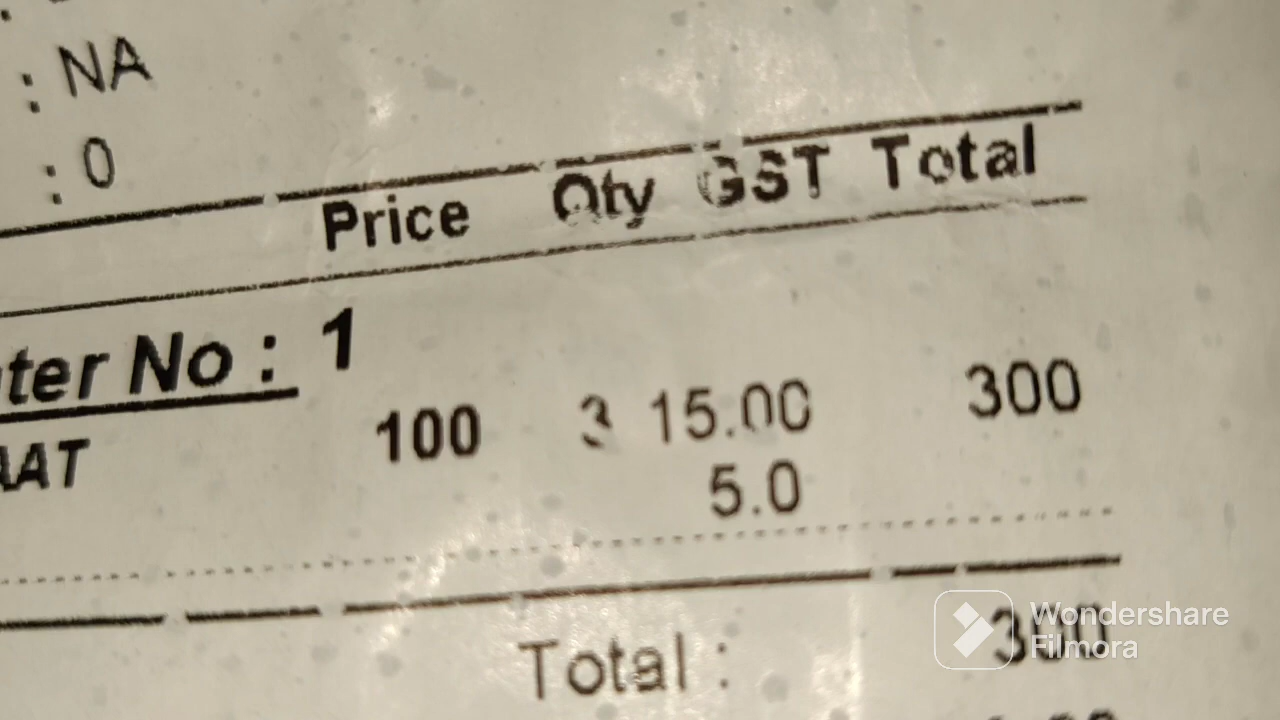 : NA
: 0
Price Qty GST Total
ter No : 1
AAT 100 3 15.00 300
5.0
Total : 300
Wondershare
Filmora